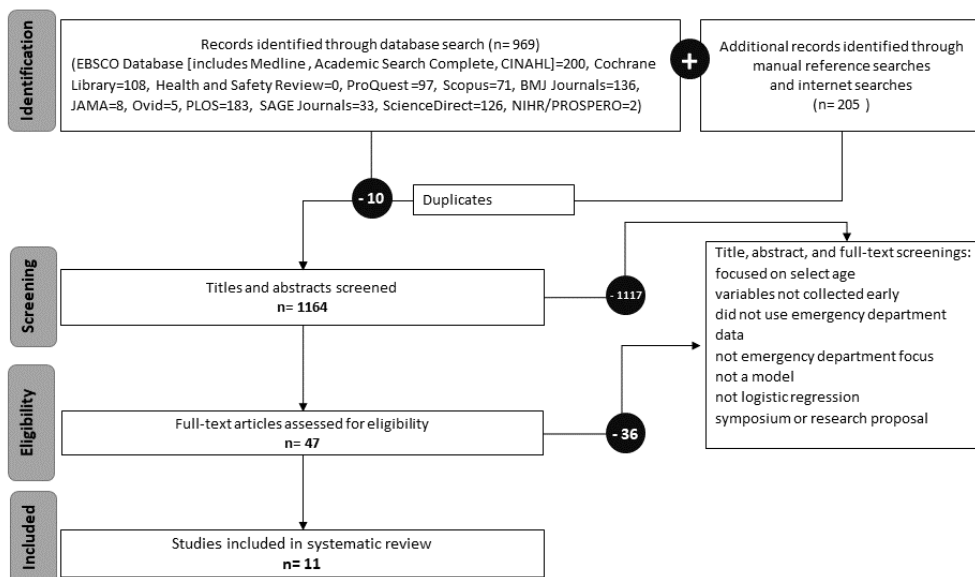 Identification
Records identified through database search (n= 969)
(EBSCO Database [includes Medline , Academic Search Complete, CINAHL]=200, Cochrane
Library=108, Health and Safety Review=0, ProQuest=97, Scopus=71, BMJ Journals=136,
JAMA=8, Ovid=5, PLOS=183, SAGE Journals=33, ScienceDirect=126, NIHR/PROSPERO=2)
+
Additional records identified through
manual reference searches
and internet searches
(n= 205 )
- 10
Duplicates
Screening
Titles and abstracts screened
n= 1164
- 1117
Title, abstract, and full-text screenings:
focused on select age
variables not collected early
did not use emergency department
data
not emergency department focus
not a model
not logistic regression
symposium or research proposal
Eligibility
Full-text articles assessed for eligibility
n= 47
- 36
Included
Studies included in systematic review
n= 11